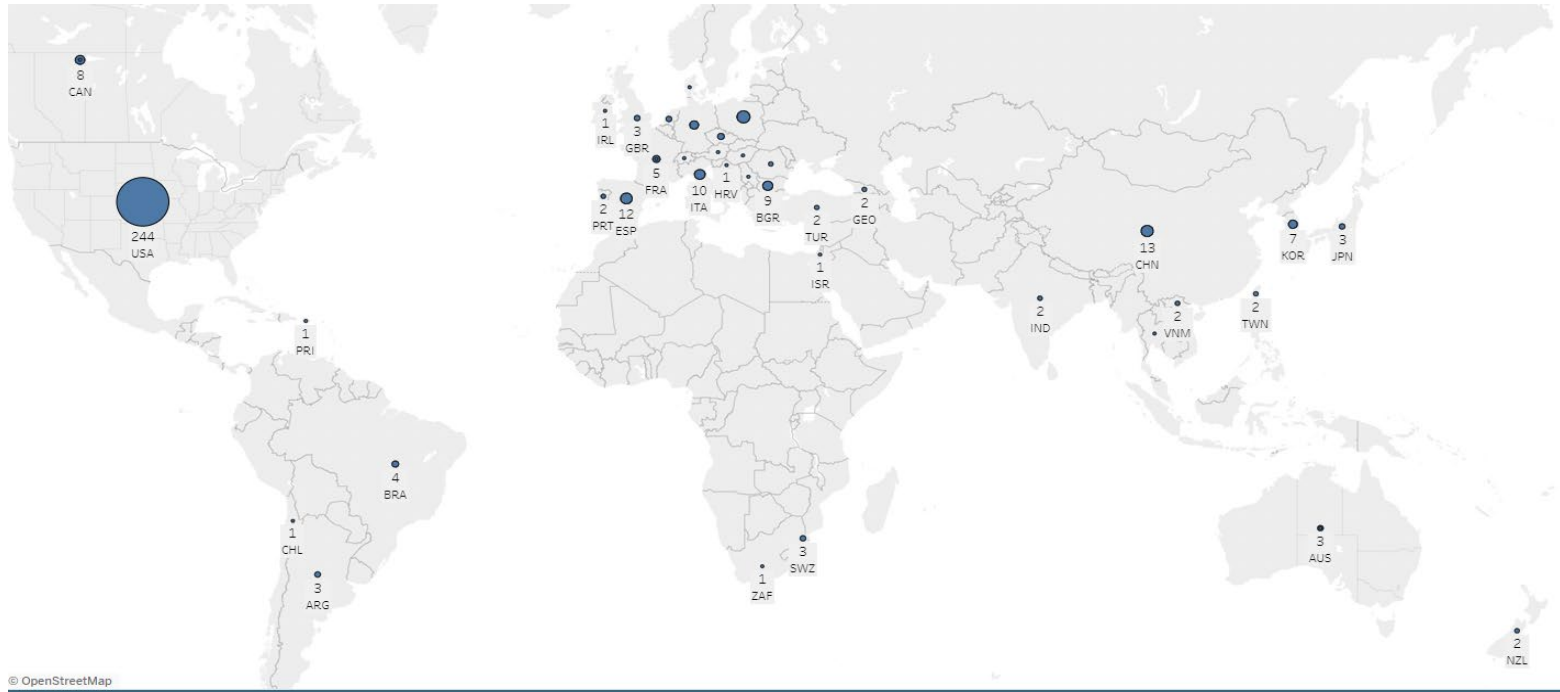 8
CAN
1
IRL
3
GBR
5
FRA
10
ITA
1
HRV
2
PRT
12
ESP
9
BGR
2
TUR
2
GEO
1
ISR
244
USA
13
CHN
7
KOR
3
JPN
2
IND
2
VNM
2
TWN
1
PRI
4
BRA
1
CHL
3
ARG
3
SWZ
1
ZAF
3
AUS
2
NZL
© OpenStreetMap